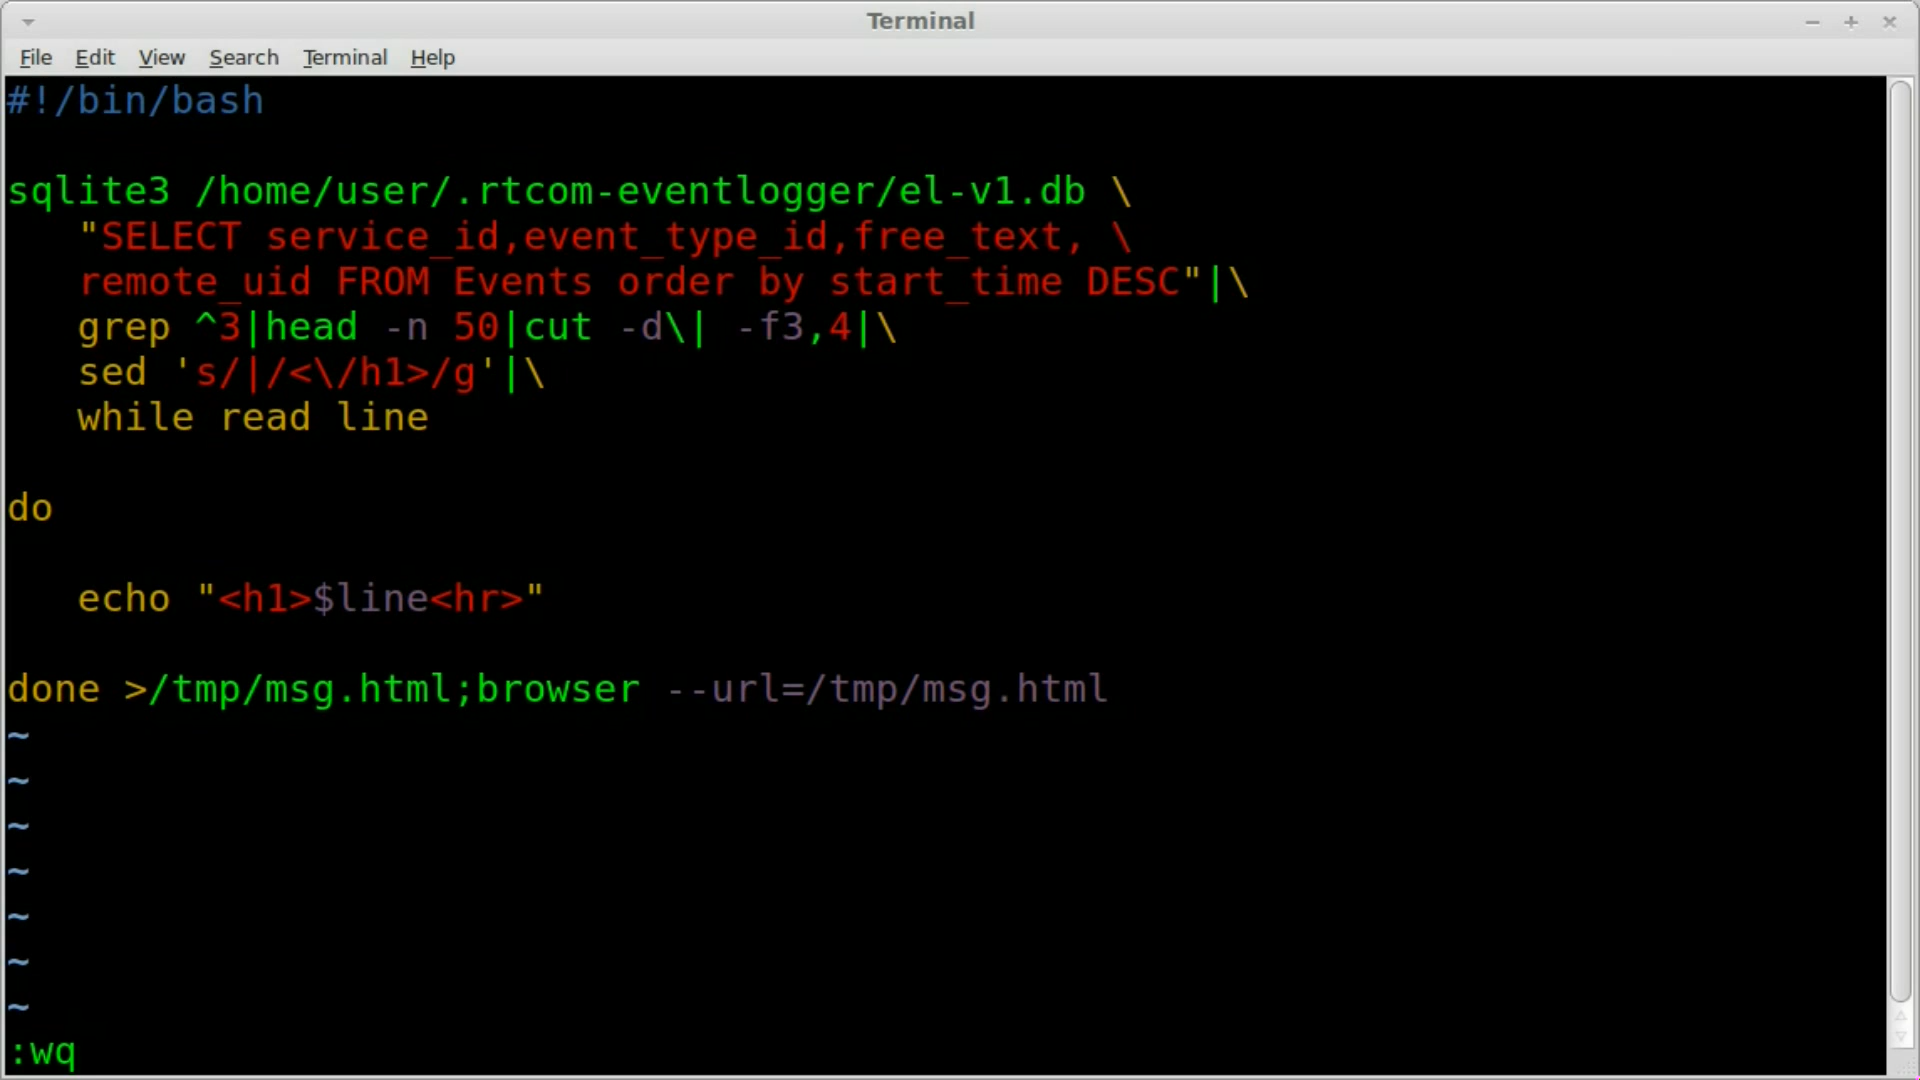 Terminal
File Edit View Search Terminal Help
#!/bin/bash
sqlite3 /home/user/.rtcom-eventlogger/el-v1.db \
"SELECT service_id,event_type_id,free_text, \
remote_uid FROM Events order by start_time DESC"|\
grep ^3|head -n 50|cut -d\| -f3,4|\
sed 's/|/<\/h1>/g'|\
while read line
do
echo "<h1>$line<hr>"
done >/tmp/msg.html;browser --url=/tmp/msg.html
~
~
~
~
~
~
~
:wq